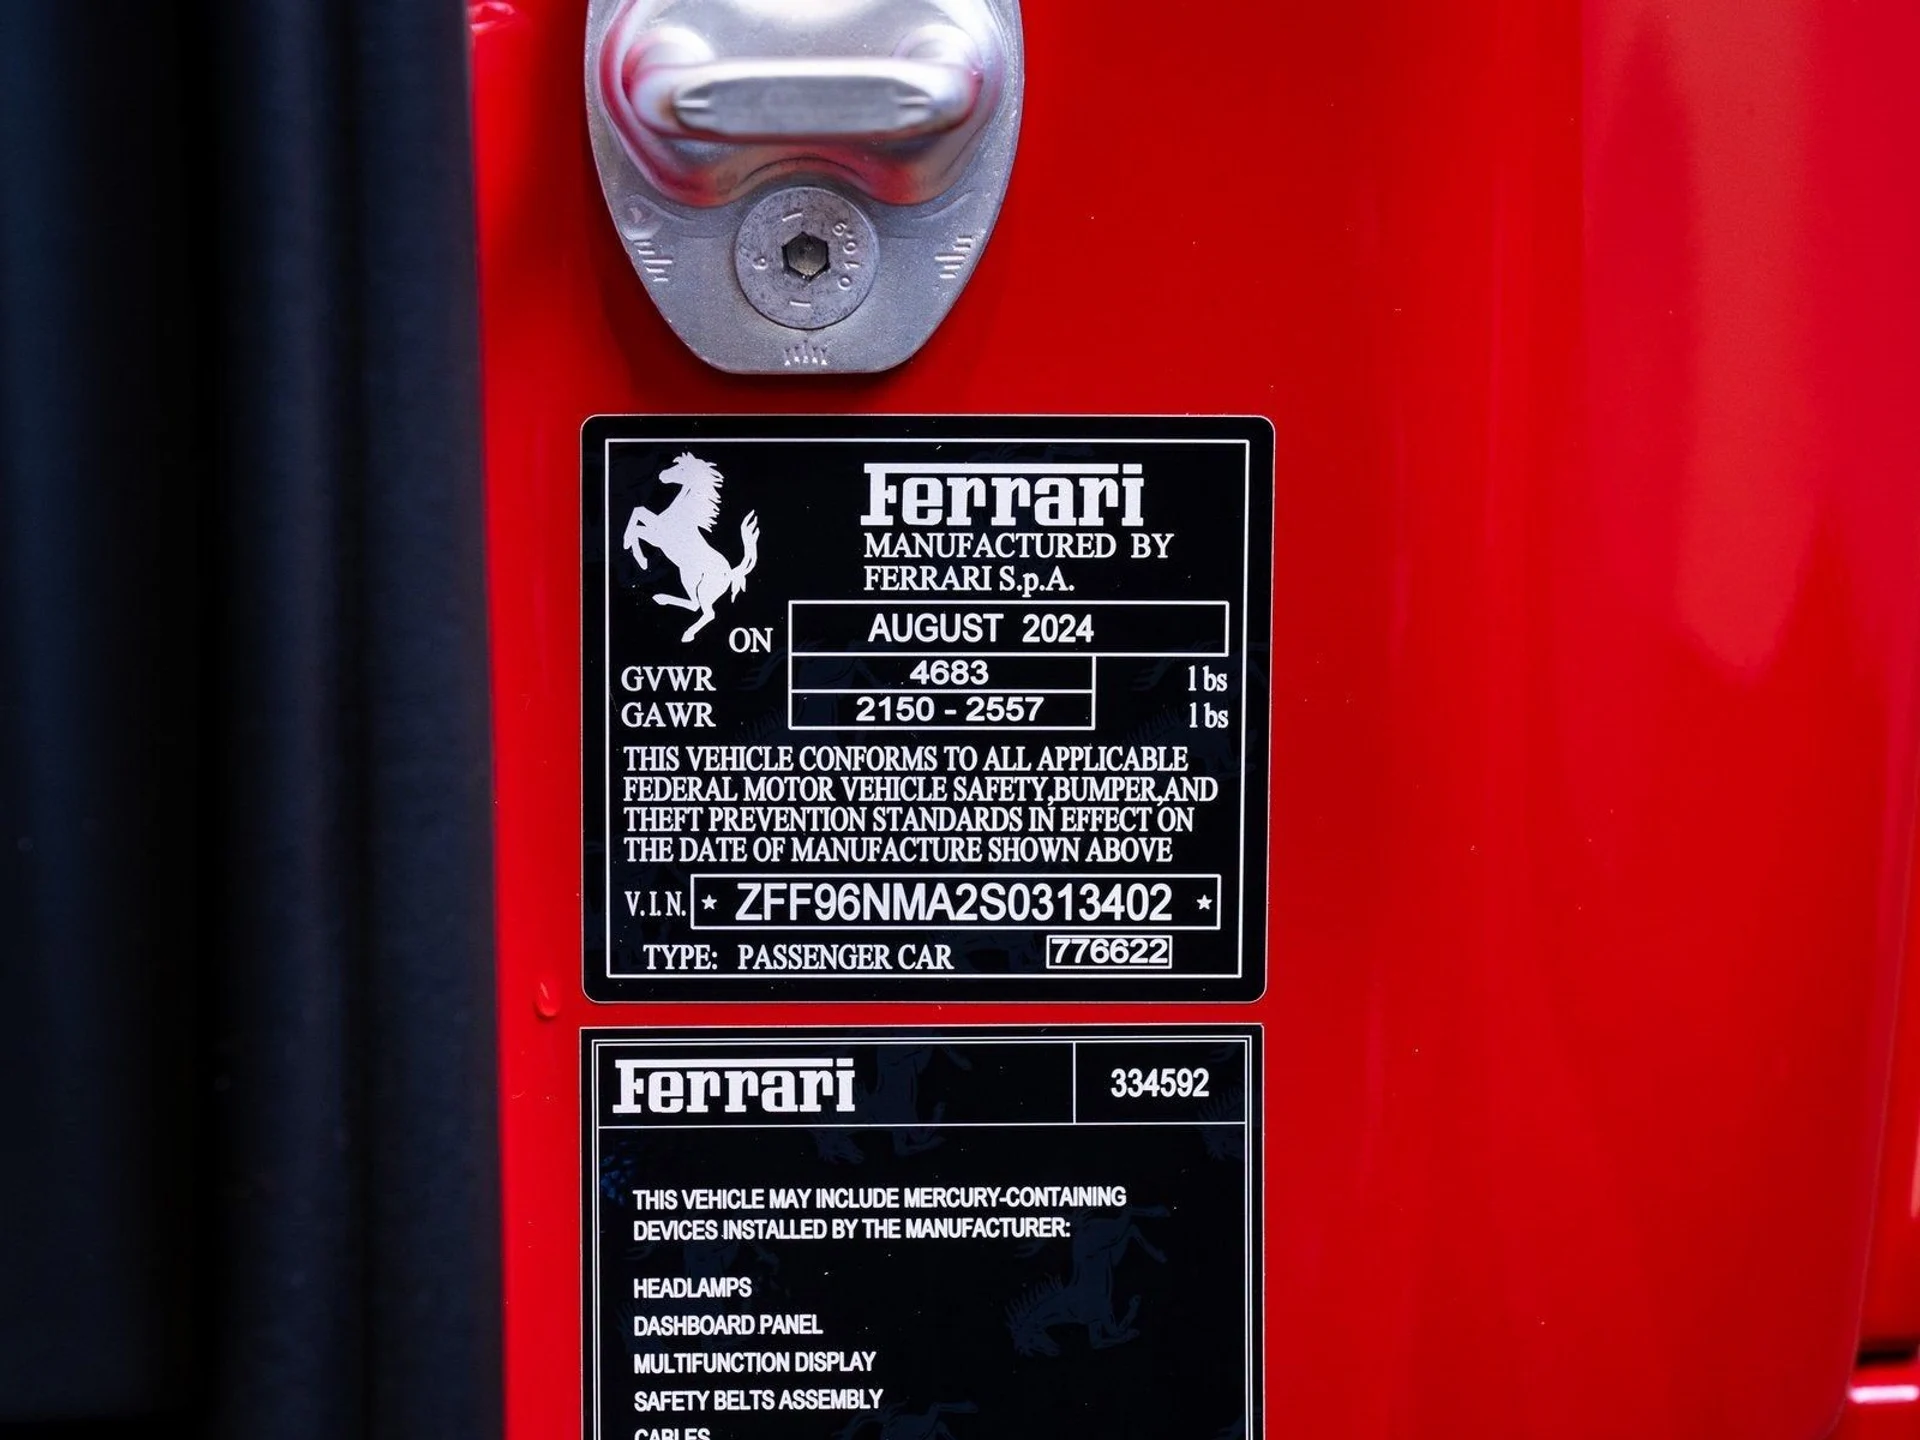 Ferrari
MANUFACTURED BY
FERRARI S.p.A.
ON AUGUST 2024
GVWR 4683 lbs
GAWR 2150 - 2557 lbs
THIS VEHICLE CONFORMS TO ALL APPLICABLE
FEDERAL MOTOR VEHICLE SAFETY,BUMPER,AND
THEFT PREVENTION STANDARDS IN EFFECT ON
THE DATE OF MANUFACTURE SHOWN ABOVE
V.I.N. ★ ZFF96NMA2S0313402 ★
TYPE: PASSENGER CAR 776622
Ferrari 334592
THIS VEHICLE MAY INCLUDE MERCURY-CONTAINING
DEVICES INSTALLED BY THE MANUFACTURER:
HEADLAMPS
DASHBOARD PANEL
MULTIFUNCTION DISPLAY
SAFETY BELTS ASSEMBLY
CABLES